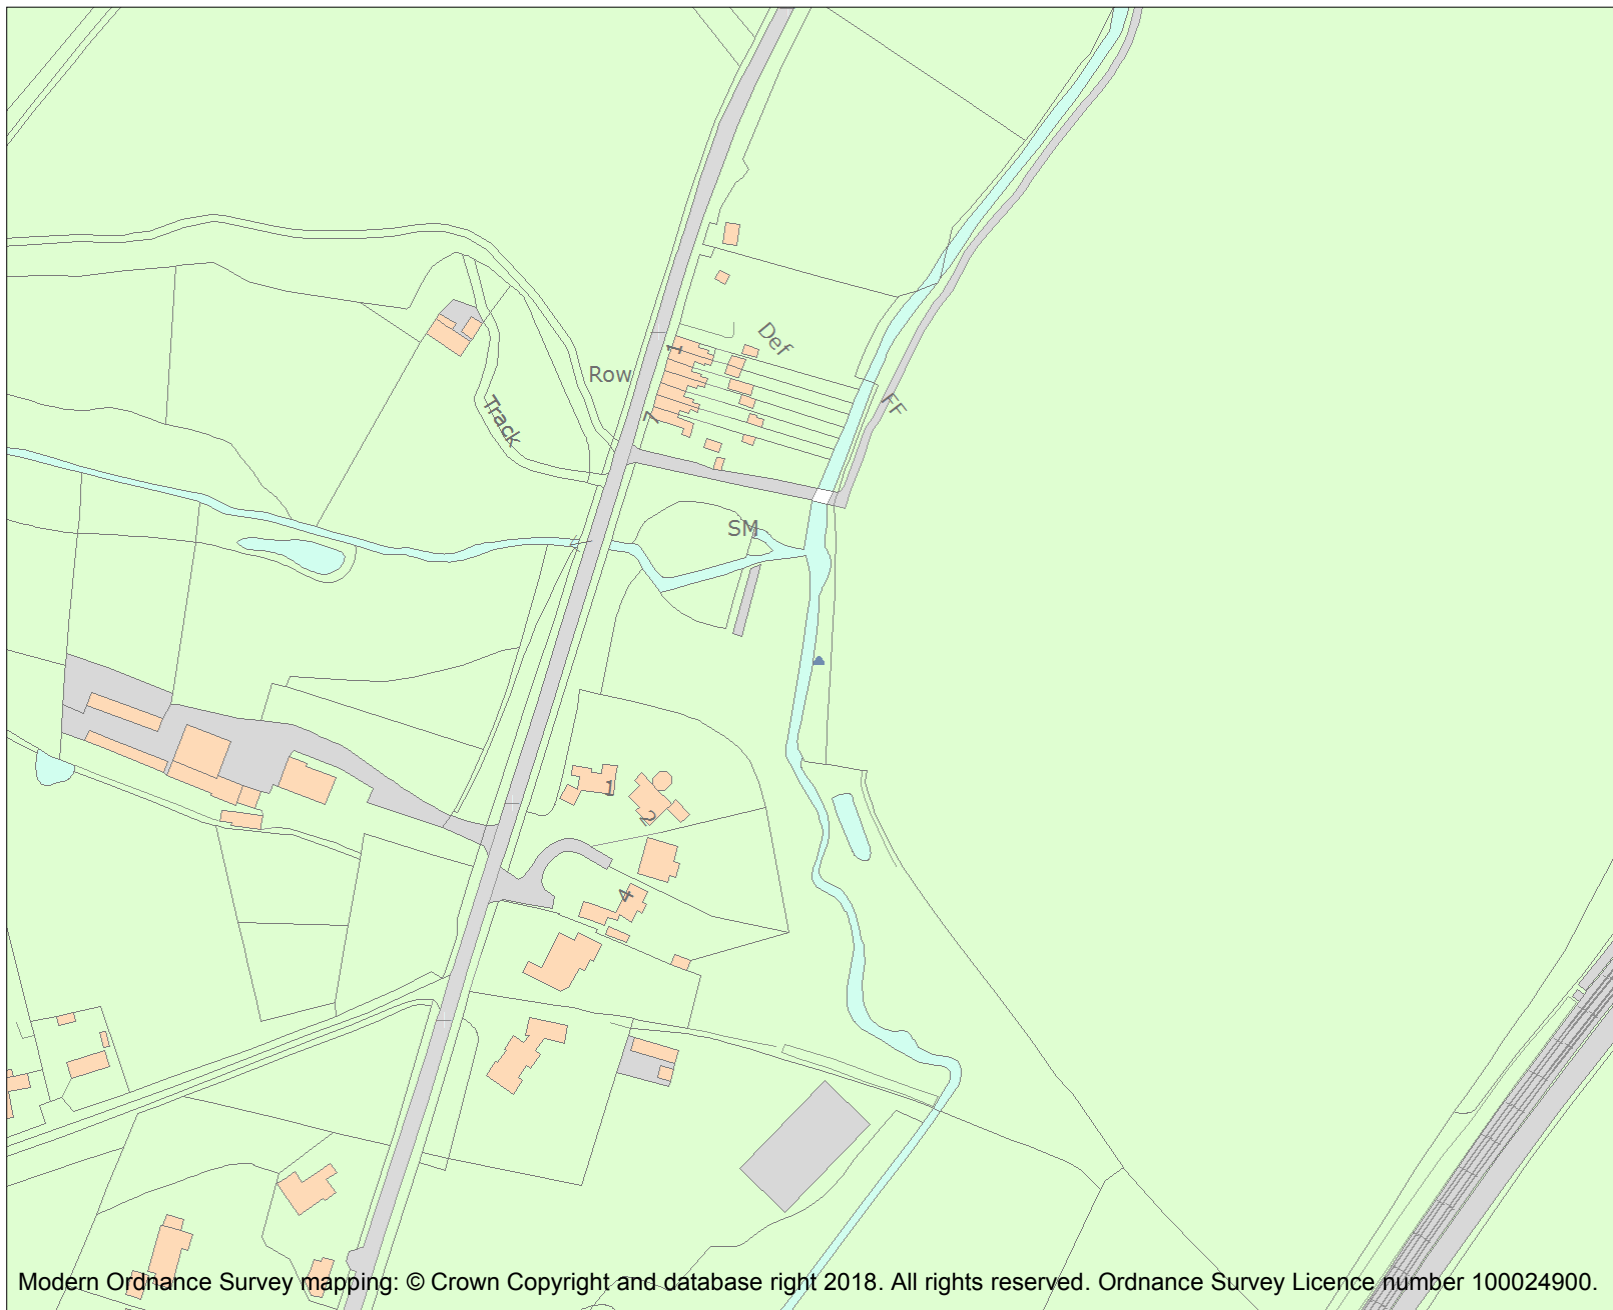 Def
1
Row
Track
FF
7
SM
1
2
4
Modern Ordnance Survey mapping: © Crown Copyright and database right 2018. All rights reserved. Ordnance Survey Licence number 100024900.